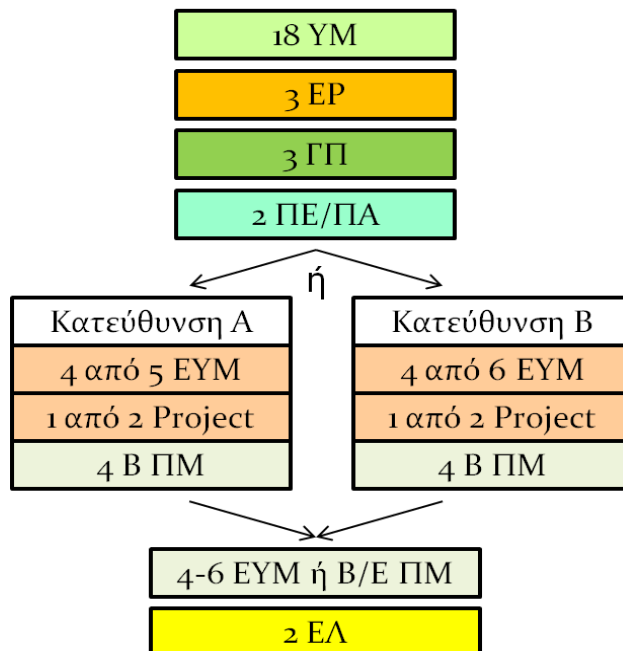 18 ΥΜ
3 ΕΡ
3 ΓΠ
2 ΠΕ/ΠΑ
ή
Κατεύθυνση Α
4 από 5 ΕΥΜ
1 από 2 Project
4 Β ΠΜ
Κατεύθυνση Β
4 από 6 ΕΥΜ
1 από 2 Project
4 Β ΠΜ
4-6 ΕΥΜ ή Β/Ε ΠΜ
2 ΕΛ